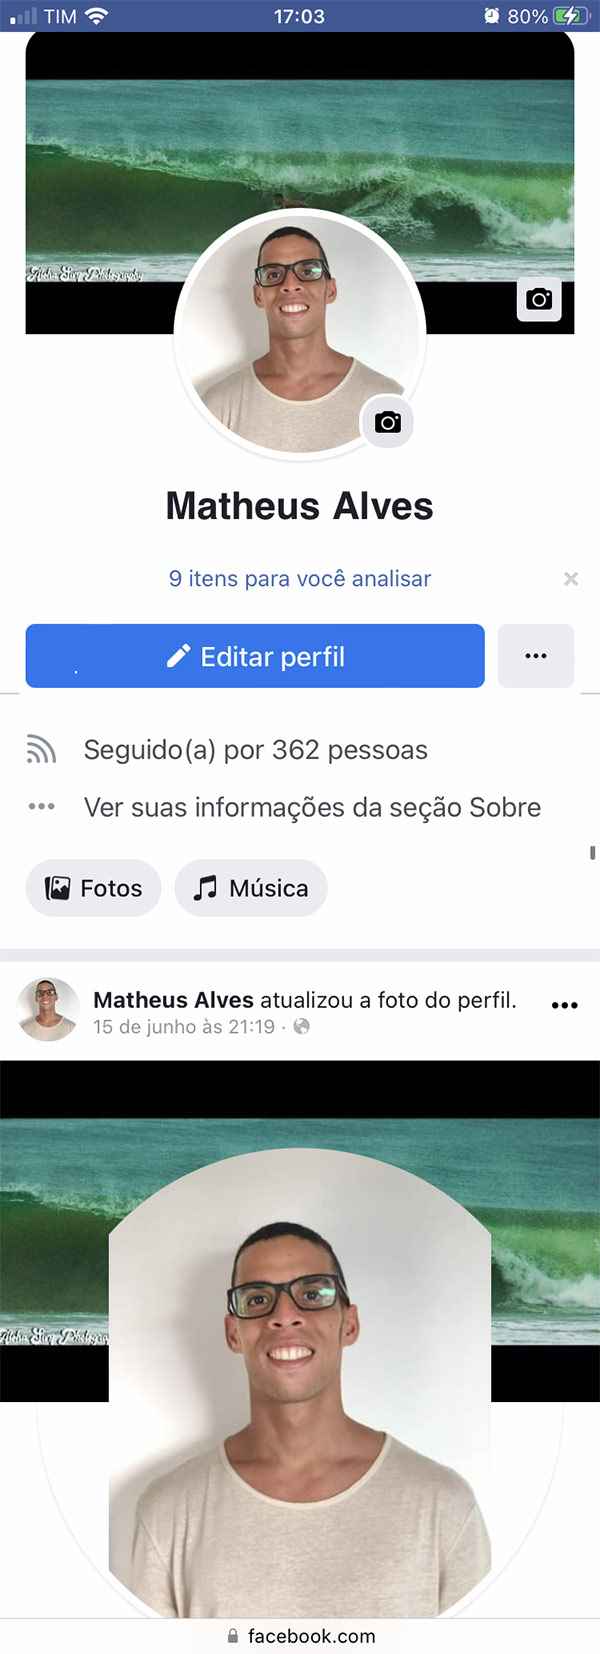 TIM 17:03 80%
Aloha Surf Photography
Matheus Alves
9 itens para você analisar
Editar perfil
Seguido(a) por 362 pessoas
Ver suas informações da seção Sobre
Fotos Música
Matheus Alves atualizou a foto do perfil.
15 de junho às 21:19
Aloha Surf
facebook.com